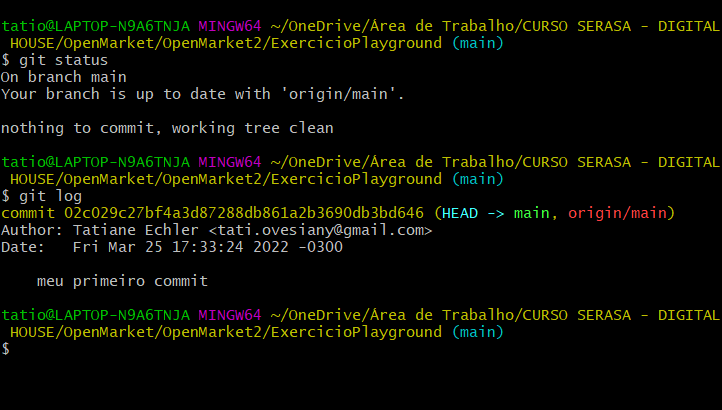 tatio@LAPTOP-N9A6TNJA MINGW64 ~/OneDrive/Área de Trabalho/CURSO SERASA - DIGITAL
HOUSE/OpenMarket/OpenMarket2/ExercicioPlayground (main)
$ git status
On branch main
Your branch is up to date with 'origin/main'.
nothing to commit, working tree clean
tatio@LAPTOP-N9A6TNJA MINGW64 ~/OneDrive/Área de Trabalho/CURSO SERASA - DIGITAL
HOUSE/OpenMarket/OpenMarket2/ExercicioPlayground (main)
$ git log
commit 02c029c27bf4a3d87288db861a2b3690db3bd646 (HEAD -> main, origin/main)
Author: Tatiane Echler <tati.ovesiany@gmail.com>
Date:   Fri Mar 25 17:33:24 2022 -0300
meu primeiro commit
tatio@LAPTOP-N9A6TNJA MINGW64 ~/OneDrive/Área de Trabalho/CURSO SERASA - DIGITAL
HOUSE/OpenMarket/OpenMarket2/ExercicioPlayground (main)
$